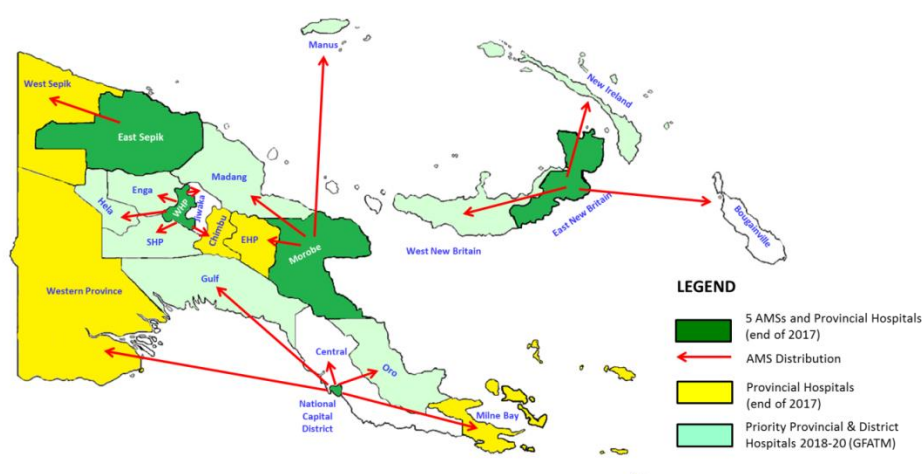 Manus
West Sepik
New Ireland
East Sepik
Enga
Madang
Hela
WHP
Jiwaka
SHP
Chimbu
EHP
Morobe
West New Britain
East New Britain
Bougainville
Western Province
Gulf
Central
Oro
National
Capital
District
Milne Bay
LEGEND
5 AMSs and Provincial Hospitals
(end of 2017)
AMS Distribution
Provincial Hospitals
(end of 2017)
Priority Provincial & District
Hospitals 2018-20 (GFATM)